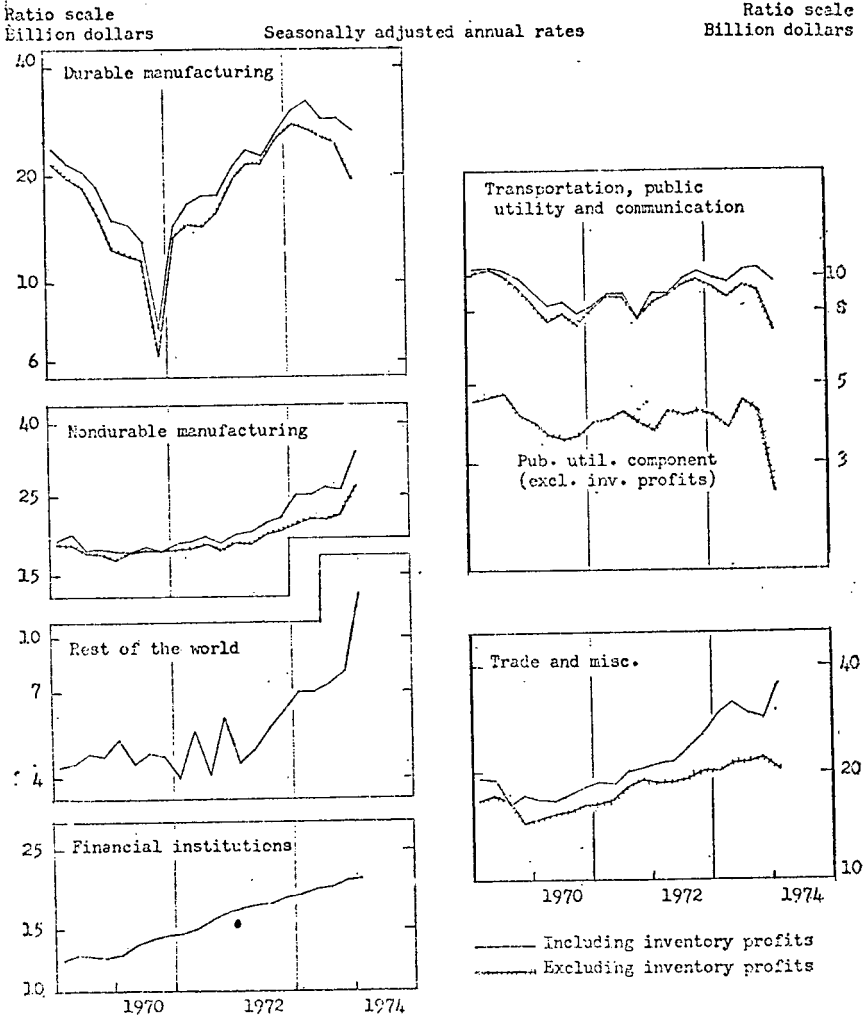 Ratio scale
Billion dollars
Seasonally adjusted annual rates
Ratio scale
Billion dollars
40
Durable manufacturing
20
10
6
40
Nondurable manufacturing
25
15
10
Rest of the world
7
4
25
Financial institutions
15
10
1970 1972 1974
Transportation, public
utility and communication
10
8
5
Pub. util. component
(excl. inv. profits)
3
Trade and misc.
40
20
10
1970 1972 1974
Including inventory profits
Excluding inventory profits